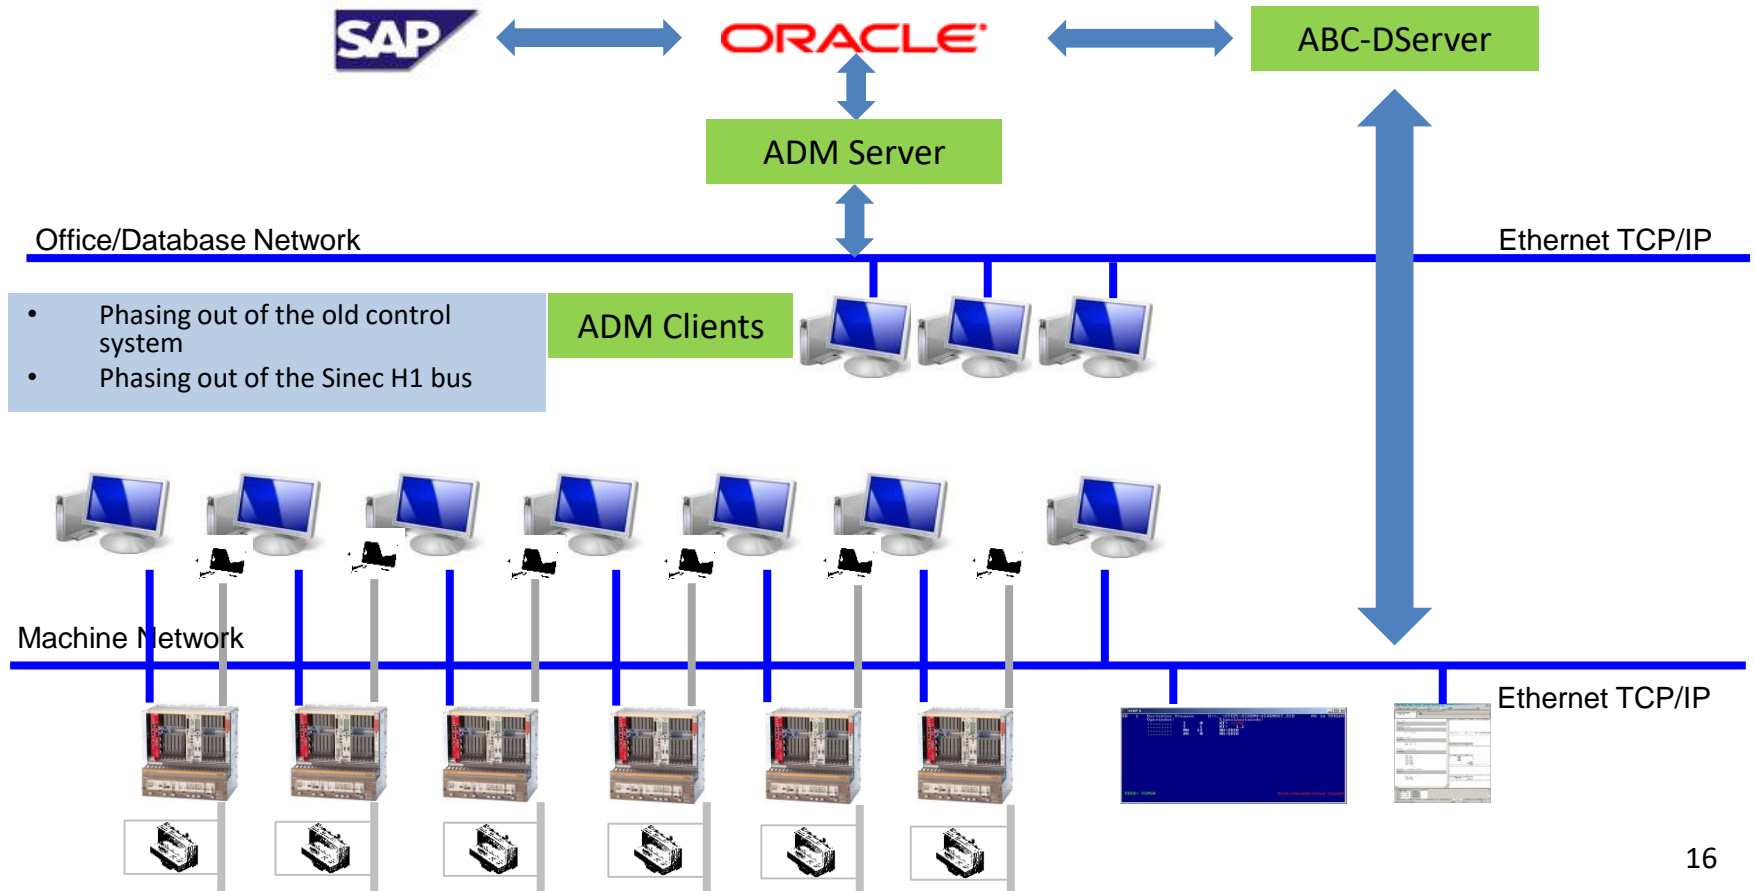 SAP
ORACLE
ABC-DServer
ADM Server
Office/Database Network
Ethernet TCP/IP
• Phasing out of the old control
system
• Phasing out of the Sinec H1 bus
ADM Clients
Machine Network
Ethernet TCP/IP
16